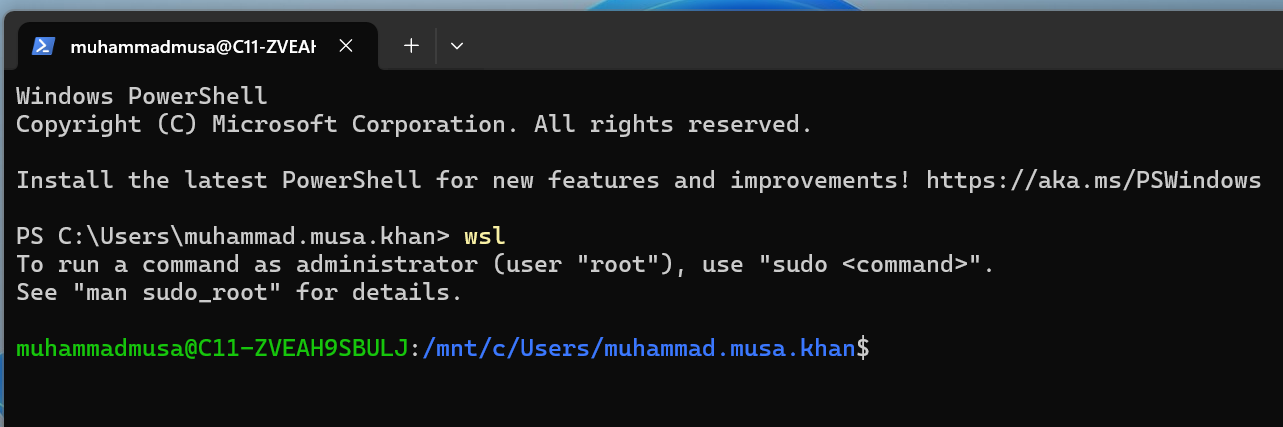 muhammadmusa@C11-ZVEAH
Windows PowerShell
Copyright (C) Microsoft Corporation. All rights reserved.
Install the latest PowerShell for new features and improvements! https://aka.ms/PSWindows
PS C:\Users\muhammad.musa.khan> wsl
To run a command as administrator (user "root"), use "sudo <command>".
See "man sudo_root" for details.
muhammadmusa@C11-ZVEAH9SBULJ:/mnt/c/Users/muhammad.musa.khan$